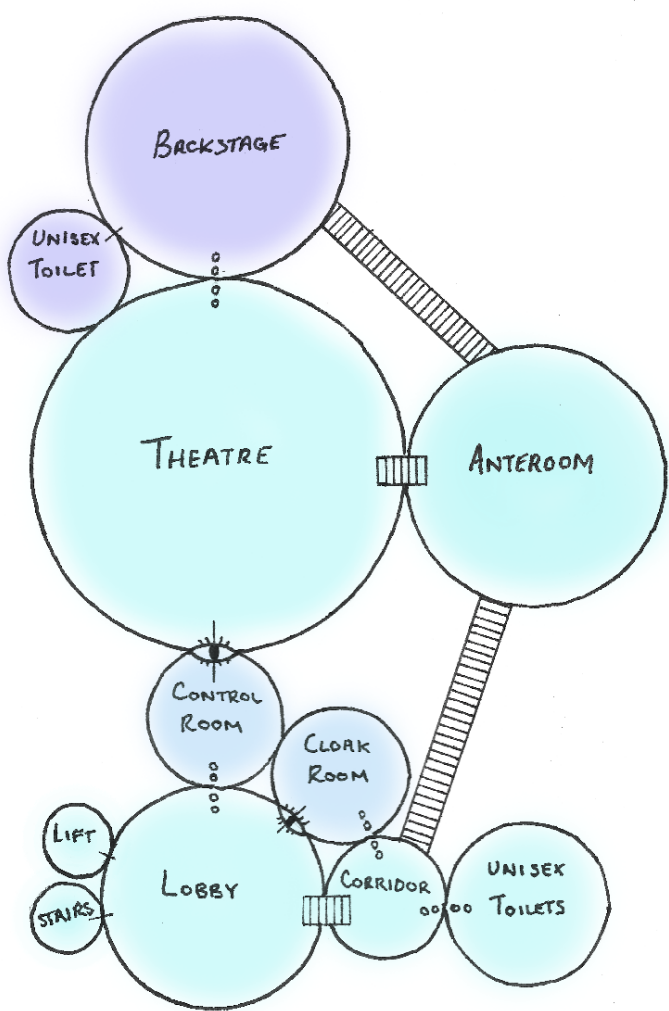 BACKSTAGE
UNISEX
TOILET
THEATRE
ANTEROOM
CONTROL
ROOM
CLOAK
ROOM
LIFT
LOBBY
STAIRS
CORRIDOR
UNISEX
TOILETS